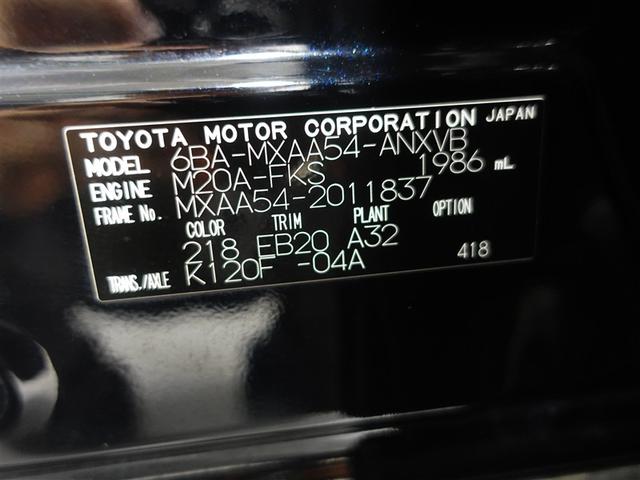 TOYOTA MOTOR CORPORATION JAPAN
MODEL 6BA-MXAA54-ANXVB
ENGINE M20A-FKS 1986 mL
FRAME No. MXAA54-2011837
COLOR TRIM PLANT OPTION
218 EB20 A32
TRANS./AXLE K120F -04A 418